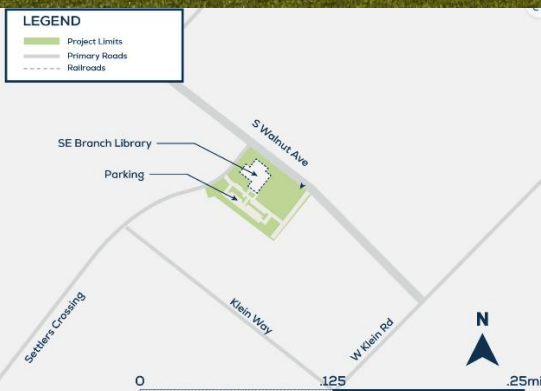 LEGEND
Project Limits
Primary Roads
Railroads
S Walnut Ave
SE Branch Library
Parking
Settlers Crossing
Klein Way
W Klein Rd
N
0 .125 .25mi